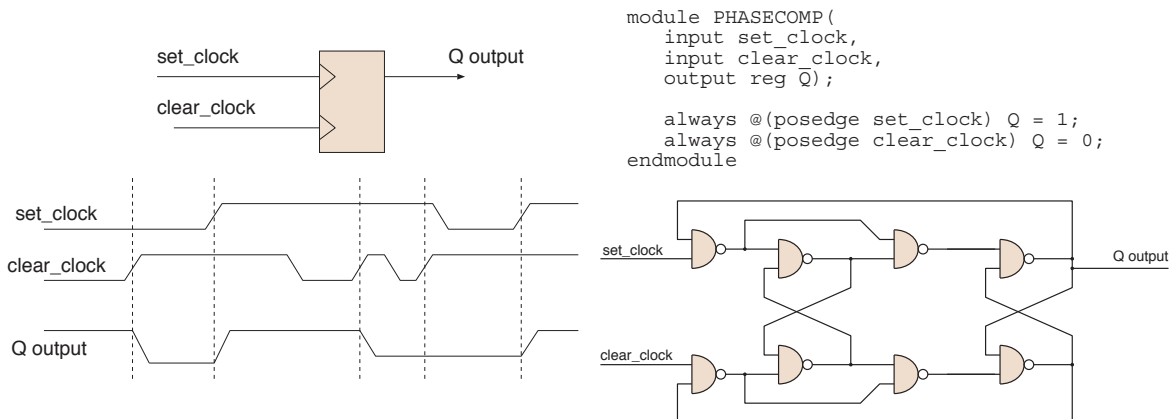 set_clock
Q output
clear_clock
module PHASECOMP(
input set_clock,
input clear_clock,
output reg Q);
always @(posedge set_clock) Q = 1;
always @(posedge clear_clock) Q = 0;
endmodule
set_clock
clear_clock
Q output
set_clock
Q output
clear_clock